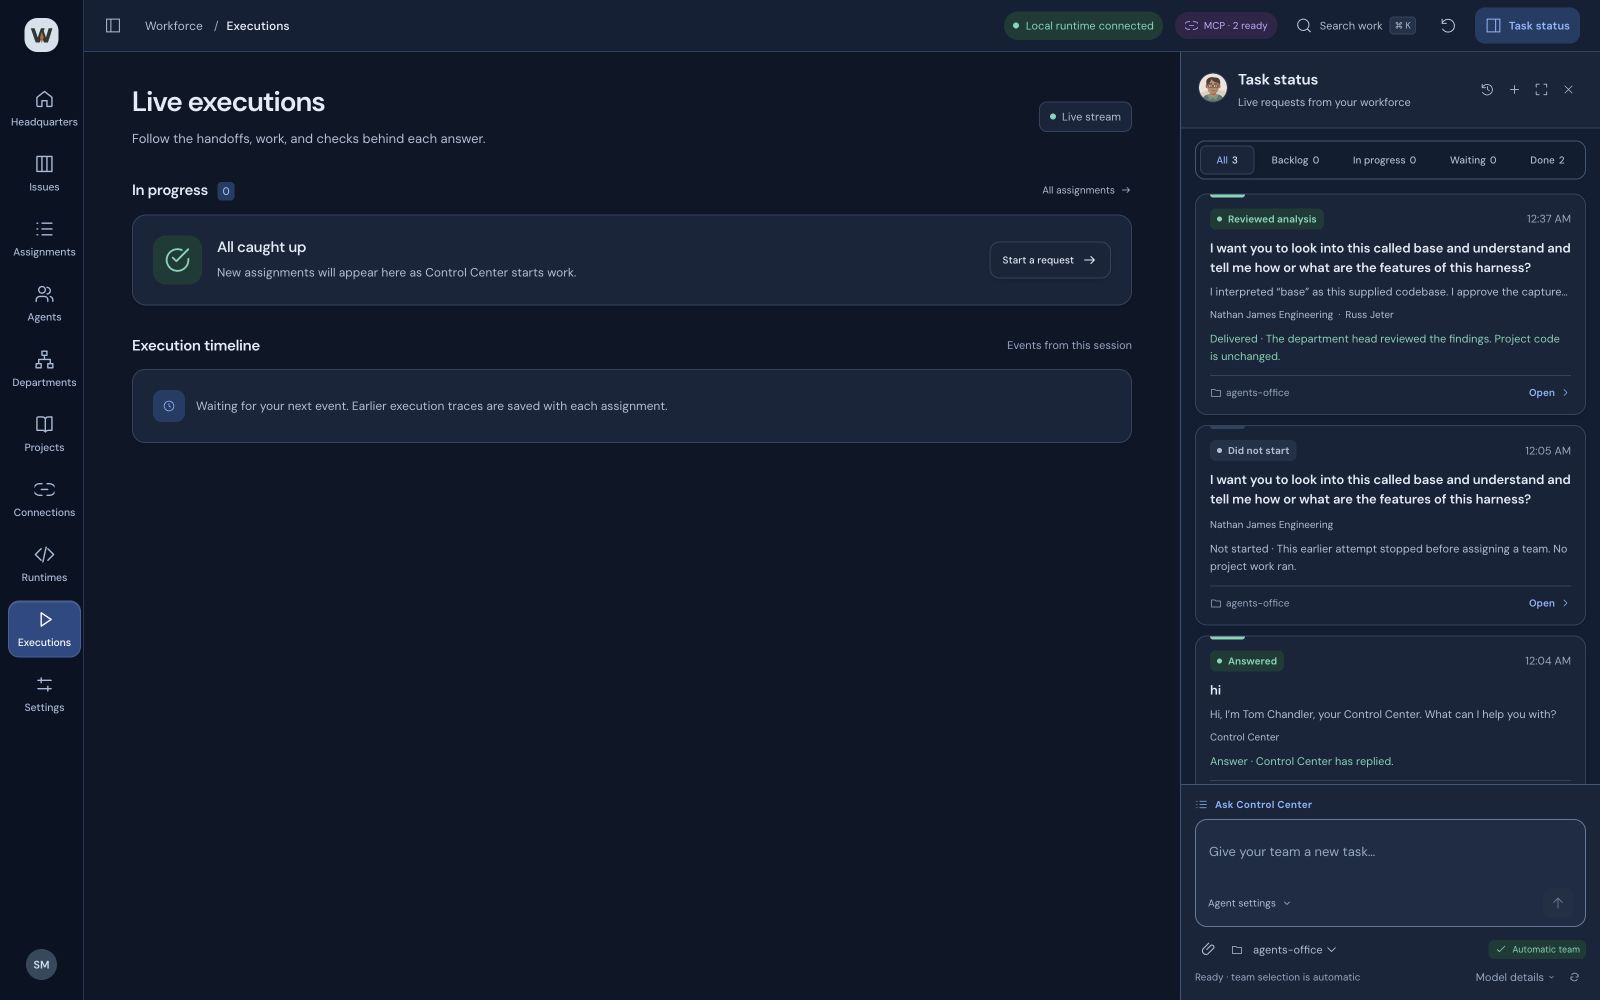 W
Headquarters
Issues
Assignments
Agents
Departments
Projects
Connections
Runtimes
Executions
Settings
SM
Workforce / Executions
Local runtime connected
MCP · 2 ready
Search work ⌘ K
Task status
Live executions
Follow the handoffs, work, and checks behind each answer.
Live stream
In progress 0
All assignments →
All caught up
New assignments will appear here as Control Center starts work.
Start a request →
Execution timeline
Events from this session
Waiting for your next event. Earlier execution traces are saved with each assignment.
Task status
Live requests from your workforce
All 3 Backlog 0 In progress 0 Waiting 0 Done 2
Reviewed analysis 12:37 AM
I want you to look into this called base and understand and
tell me how or what are the features of this harness?
I interpreted “base” as this supplied codebase. I approve the capture…
Nathan James Engineering · Russ Jeter
Delivered · The department head reviewed the findings. Project code
is unchanged.
agents-office Open
Did not start 12:05 AM
I want you to look into this called base and understand and
tell me how or what are the features of this harness?
Nathan James Engineering
Not started · This earlier attempt stopped before assigning a team. No
project work ran.
agents-office Open
Answered 12:04 AM
hi
Hi, I’m Tom Chandler, your Control Center. What can I help you with?
Control Center
Answer · Control Center has replied.
Ask Control Center
Give your team a new task...
Agent settings
agents-office
Automatic team
Ready · team selection is automatic
Model details